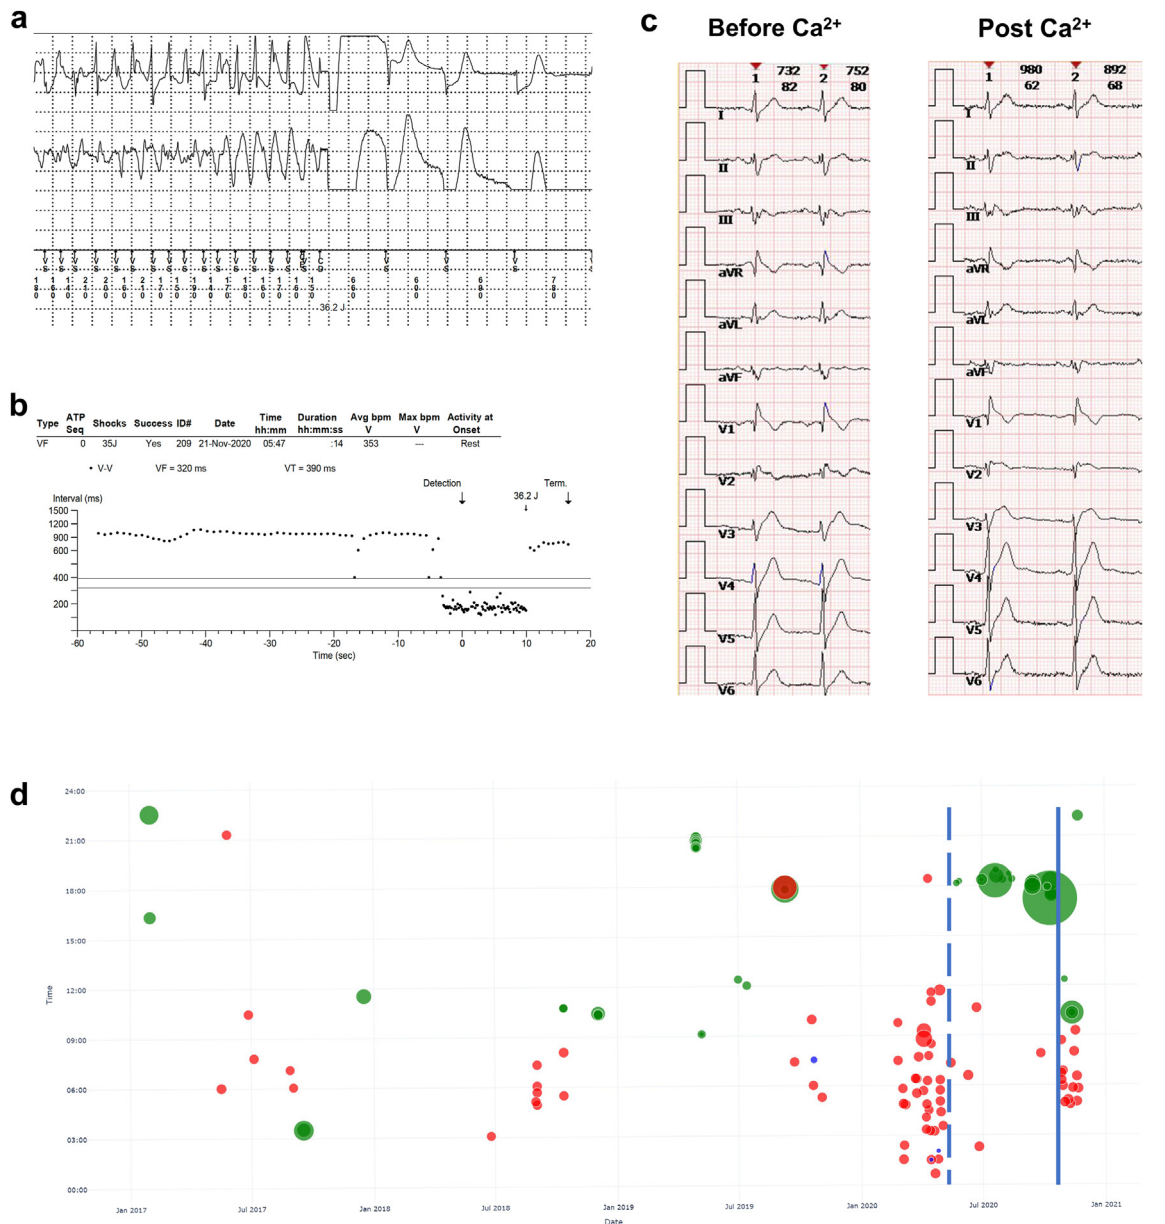 a
36.2 J
b
Type ATP Seq Shocks Success ID# Date Time hh:mm Duration hh:mm:ss Avg bpm V Max bpm V Activity at Onset
VF 0 35J Yes 209 21-Nov-2020 05:47 :14 353 --- Rest
• V-V VF = 320 ms VT = 390 ms
Detection 36.2 J Term.
Interval (ms)
1500
1200
900
600
400
200
-60 -50 -40 -30 -20 -10 0 10 20
Time (sec)
c
Before Ca²⁺ Post Ca²⁺
1 732 82 2 752 80
I
II
III
aVR
aVL
aVF
V1
V2
V3
V4
V5
V6
1 980 62 2 892 68
I
II
III
aVR
aVL
aVF
V1
V2
V3
V4
V5
V6
d
24:00
21:00
18:00
15:00
12:00
09:00
06:00
03:00
00:00
Time
Jan 2017 Jul 2017 Jan 2018 Jul 2018 Jan 2019 Jul 2019 Jan 2020 Jul 2020 Jan 2021
Date